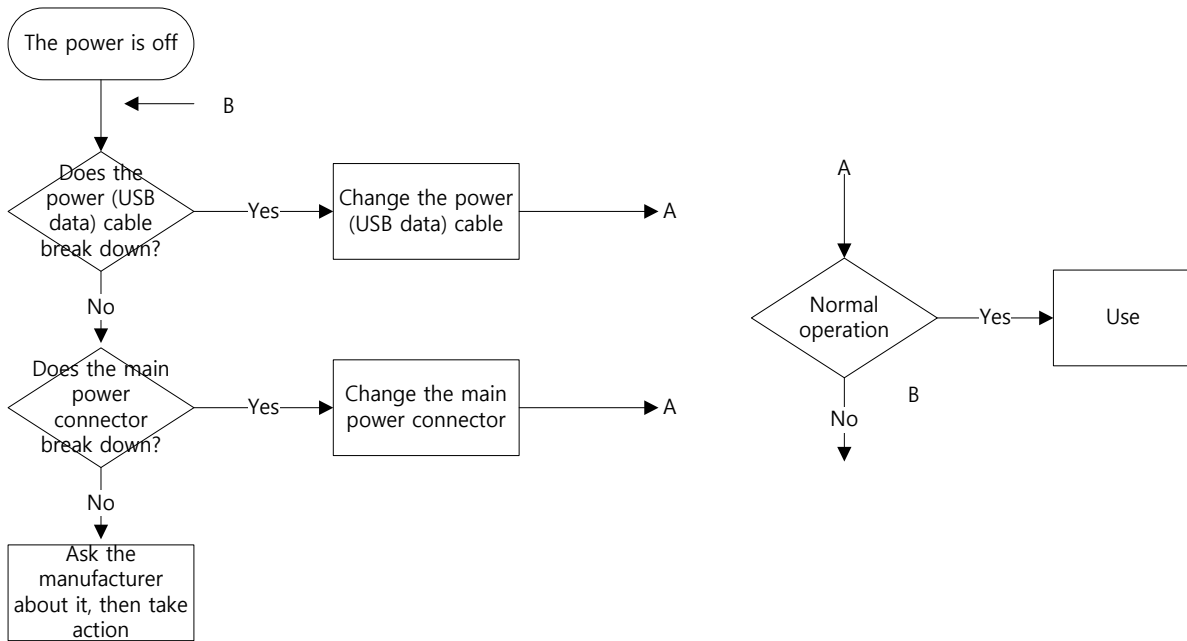 The power is off
B
Does the
power (USB
data) cable
break down?
Yes
Change the power
(USB data) cable
A
No
Does the main
power
connector
break down?
Yes
Change the main
power connector
A
No
Ask the
manufacturer
about it, then take
action
A
Normal
operation
Yes
Use
B
No